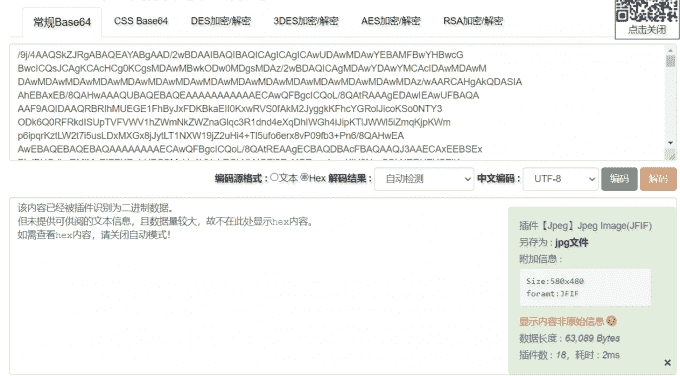 常规Base64 CSS Base64 DES加密/解密 3DES加密/解密 AES加密/解密 RSA加密/解密
点击关闭
/9j/4AAQSkZJRgABAQEAYABgAAD/2wBDAAIBAQIBAQICAgICAgICAwUDAwMDAwYEBAMFBwYHBwcG
BwcICQsJCAgKCAcHCg0KCgsMDAwMBwkODw0MDgsMDAz/2wBDAQICAgMDAwYDAwYMCAcIDAwMDAwM
DAwMDAwMDAwMDAwMDAwMDAwMDAwMDAwMDAwMDAwMDAwMDAwMDAwMDAwMDAz/wAARCAHgAkQDASIA
AhEBAxEB/8QAHwAAAQUBAQEBAQEAAAAAAAAAAAECAwQFBgcICQoL/8QAtRAAAgEDAwIEAwUFBAQA
AAF9AQIDAAQRBRIhMUEGE1FhByJxFDKBkaEII0KxwRVS0fAkM2JyggkKFhcYGRolJicoKSo0NTY3
ODk6Q0RFRkdISUpTVFVWV1hZWmNkZWZnaGlqc3R1dnd4eXqDhIWGh4iJipKTlJWWl5iZmqKjpKWm
p6ipqrKztLW2t7i5usLDxMXGx8jJytLT1NXW19jZ2uHi4+Tl5ufo6erx8vP09fb3+Pn6/8QAHwEA
AwEBAQEBAQEBAQAAAAAAAAECAwQFBgcICQoL/8QAtREAAgECBAQDBAcFBAQAAQJ3AAECAxEEBSEx
编码源格式 : 文本 Hex 解码结果 : 自动检测 中文编码 : UTF-8 编码 解码
该内容已经被插件识别为二进制数据。
但未提供可供阅的文本信息，且数据量较大，故不在此处显示hex内容。
如需查看hex内容，请关闭自动模式！
插件【Jpeg】Jpeg Image(JFIF)
另存为 : jpg文件
附加信息 :
Size:580x480
foramt:JFIF
显示内容非原始信息
数据长度 : 63,089 Bytes
插件数 : 18，耗时 : 2ms
×